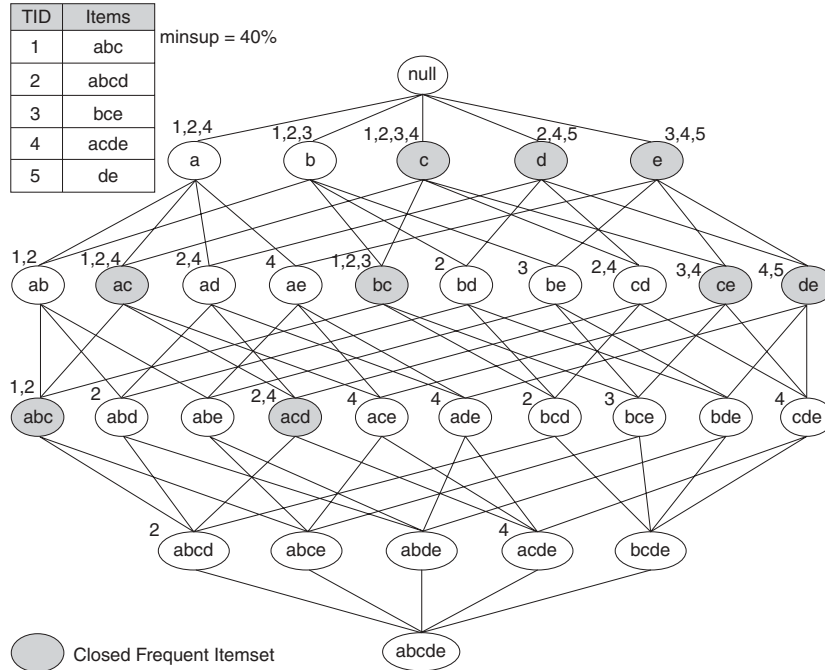 TID Items
1 abc
2 abcd
3 bce
4 acde
5 de
minsup = 40%
null
1,2,4 1,2,3 1,2,3,4 2,4,5 3,4,5
a b c d e
1,2 1,2,4 2,4 4 1,2,3 2 3 2,4 3,4 4,5
ab ac ad ae bc bd be cd ce de
1,2 2 2,4 4 4 2 3 4
abc abd abe acd ace ade bcd bce bde cde
2 4
abcd abce abde acde bcde
abcde
Closed Frequent Itemset